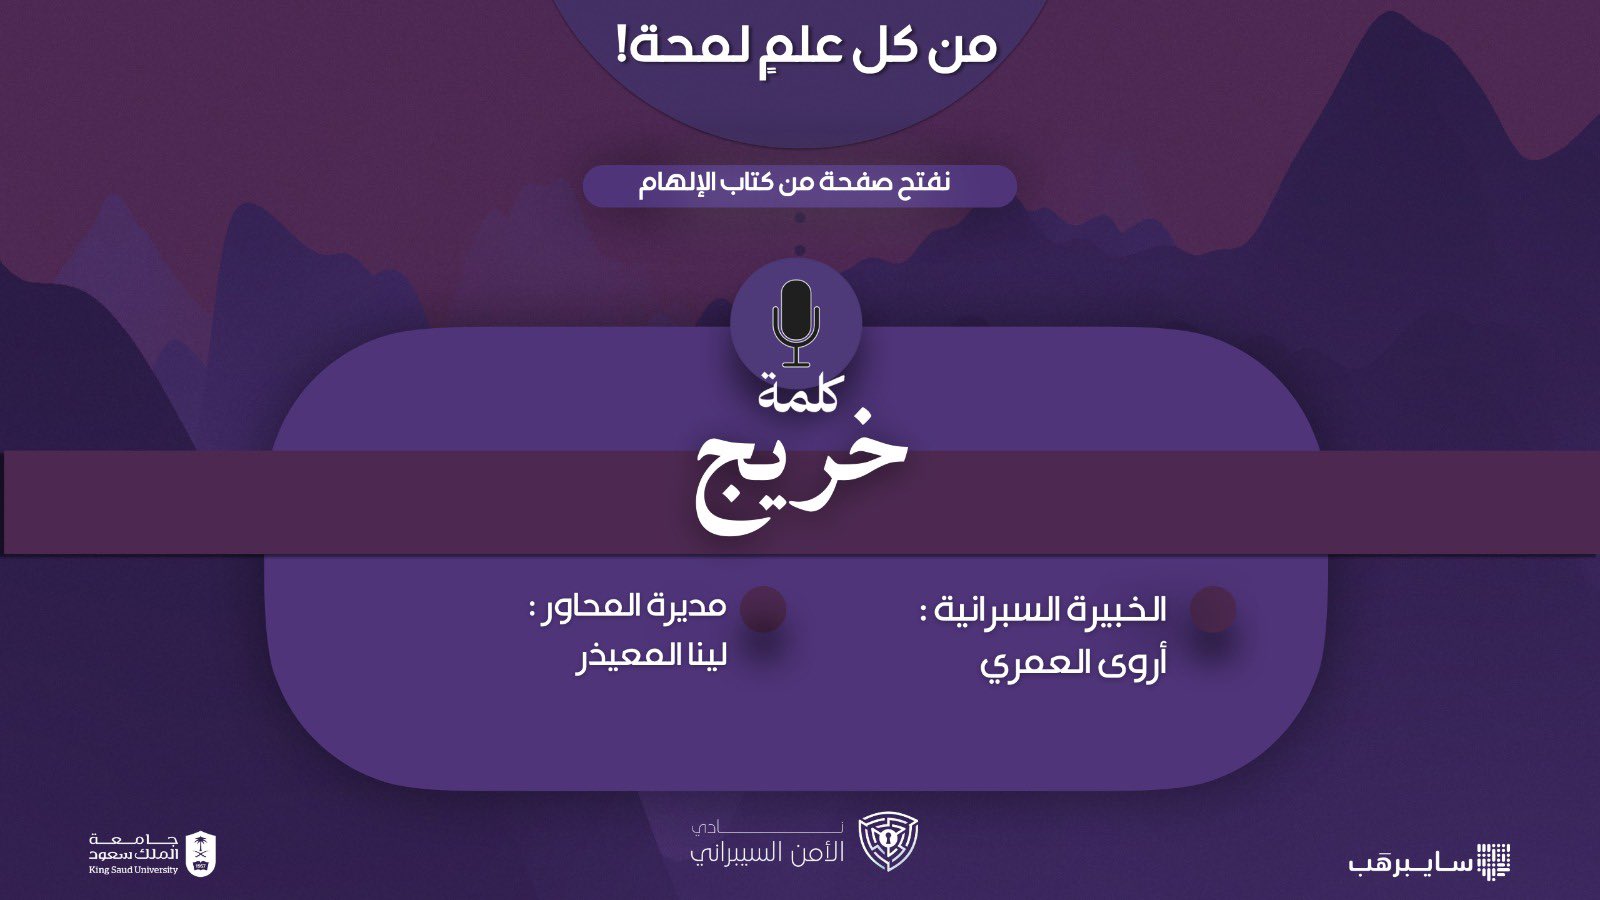 من كل علمٍ لمحة!
نفتح صفحة من كتاب الإلهام
كلمة
خريج
الخبيرة السبرانية :
أروى العمري
مديرة المحاور :
لينا المعيذر
سايبرهَب
نادي
الأمن السيبراني
جامعة
الملك سعود
King Saud University
1957